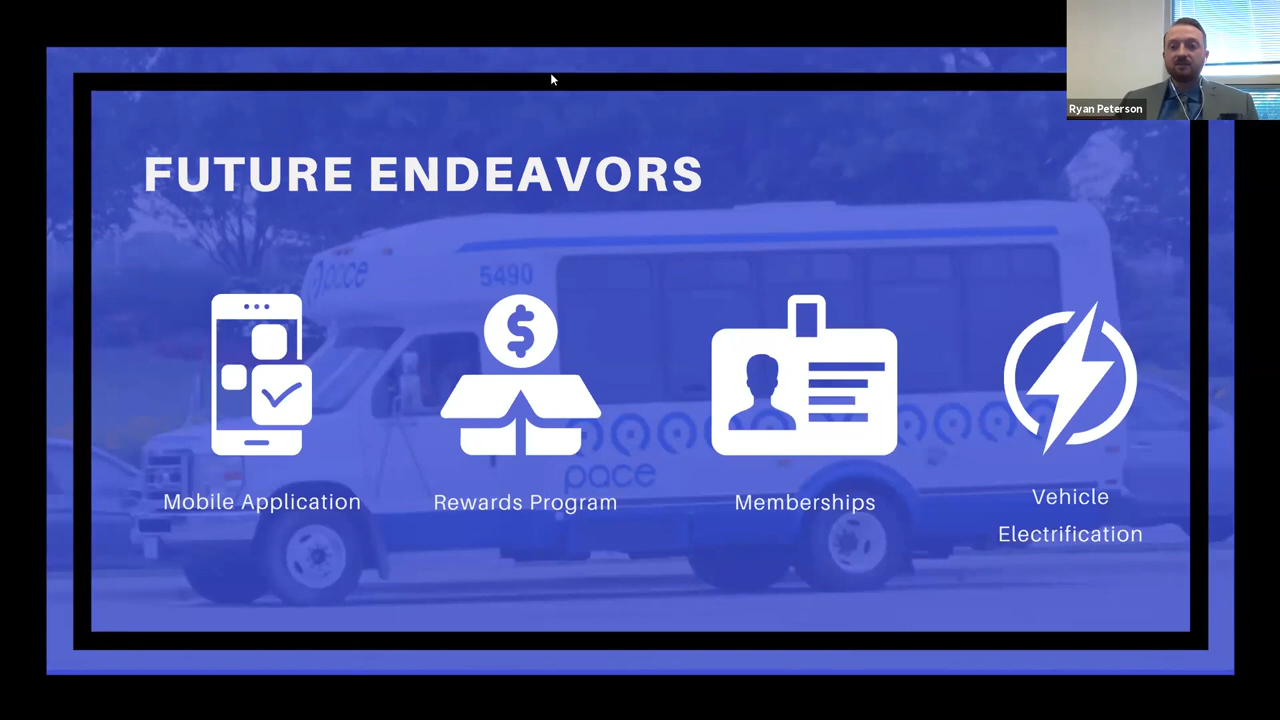 Ryan Peterson
FUTURE ENDEAVORS
pace
5490
pace
Mobile Application
Rewards Program
Memberships
Vehicle
Electrification